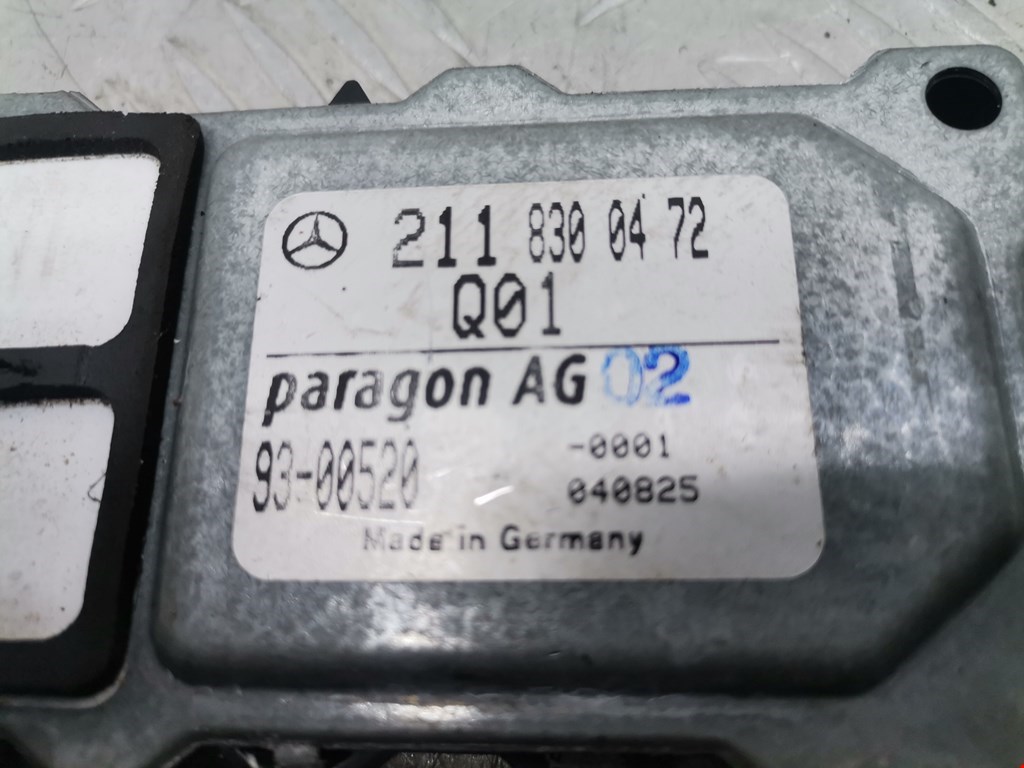 211 830 04 72
Q01
paragon AG 02
93-00520 -0001
040825
Made in Germany